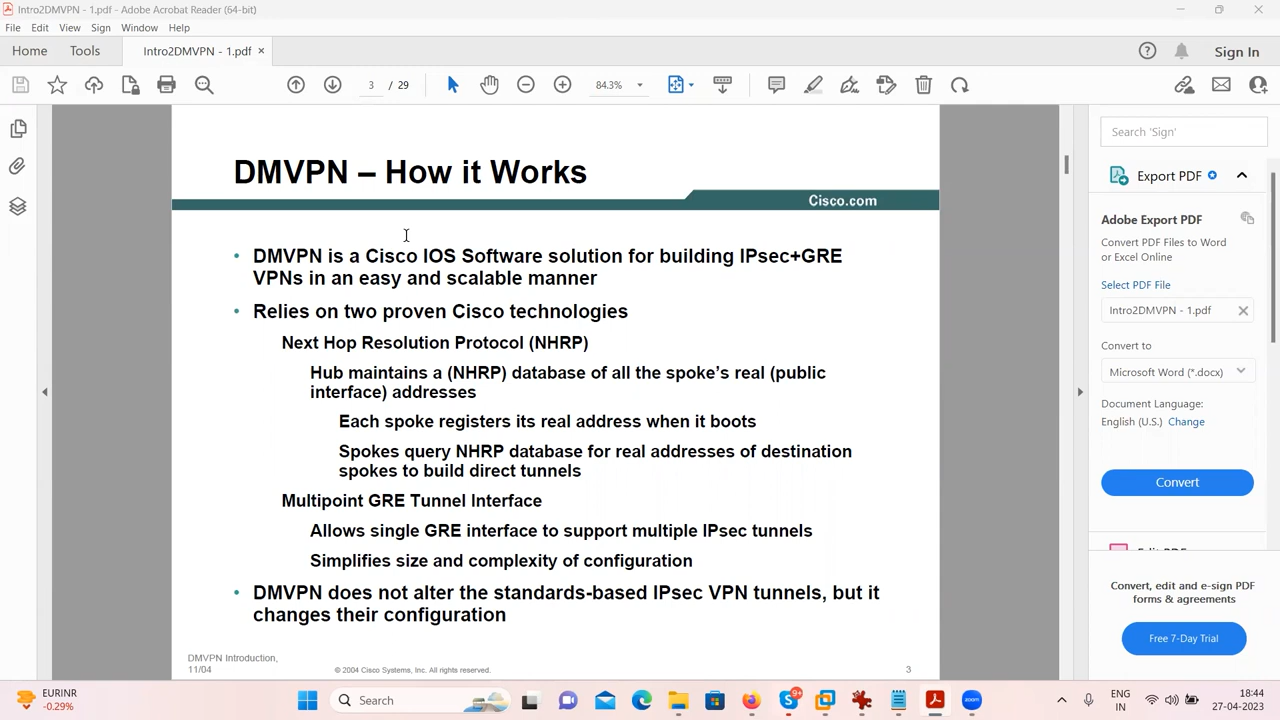 Intro2DMVPN - 1.pdf - Adobe Acrobat Reader (64-bit)
File Edit View Sign Window Help
Home Tools Intro2DMVPN - 1.pdf × Sign In
3 / 29 84.3%
Search 'Sign'
DMVPN – How it Works
Cisco.com
• DMVPN is a Cisco IOS Software solution for building IPsec+GRE
VPNs in an easy and scalable manner
• Relies on two proven Cisco technologies
Next Hop Resolution Protocol (NHRP)
Hub maintains a (NHRP) database of all the spoke's real (public
interface) addresses
Each spoke registers its real address when it boots
Spokes query NHRP database for real addresses of destination
spokes to build direct tunnels
Multipoint GRE Tunnel Interface
Allows single GRE interface to support multiple IPsec tunnels
Simplifies size and complexity of configuration
• DMVPN does not alter the standards-based IPsec VPN tunnels, but it
changes their configuration
DMVPN Introduction,
11/04
© 2004 Cisco Systems, Inc. All rights reserved.
3
Export PDF
Adobe Export PDF
Convert PDF Files to Word
or Excel Online
Select PDF File
Intro2DMVPN - 1.pdf
Convert to
Microsoft Word (*.docx)
Document Language:
English (U.S.) Change
Convert
Edit PDF
Convert, edit and e-sign PDF
forms & agreements
Free 7-Day Trial
EURINR
-0.29%
Search
9+
zoom
ENG
IN
18:44
27-04-2023